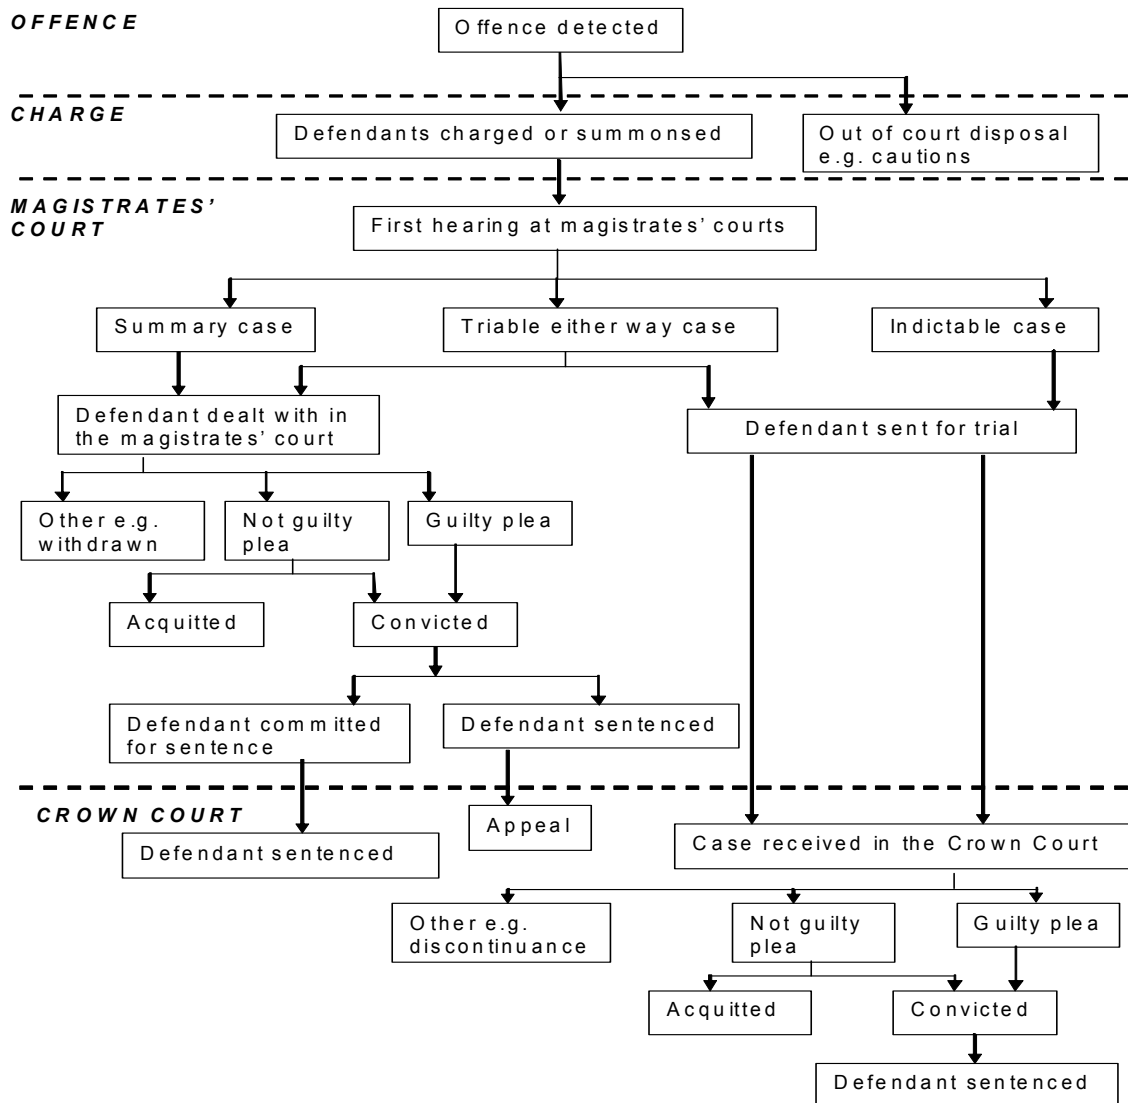 OFFENCE
Offence detected
CHARGE
Defendants charged or summonsed
Out of court disposal
e.g. cautions
MAGISTRATES’
COURT
First hearing at magistrates’ courts
Summary case
Triable either way case
Indictable case
Defendant dealt with in
the magistrates’ court
Defendant sent for trial
Other e.g.
withdrawn
Not guilty
plea
Guilty plea
Acquitted
Convicted
Defendant committed
for sentence
Defendant sentenced
CROWN COURT
Appeal
Defendant sentenced
Case received in the Crown Court
Other e.g.
discontinuance
Not guilty
plea
Guilty plea
Acquitted
Convicted
Defendant sentenced